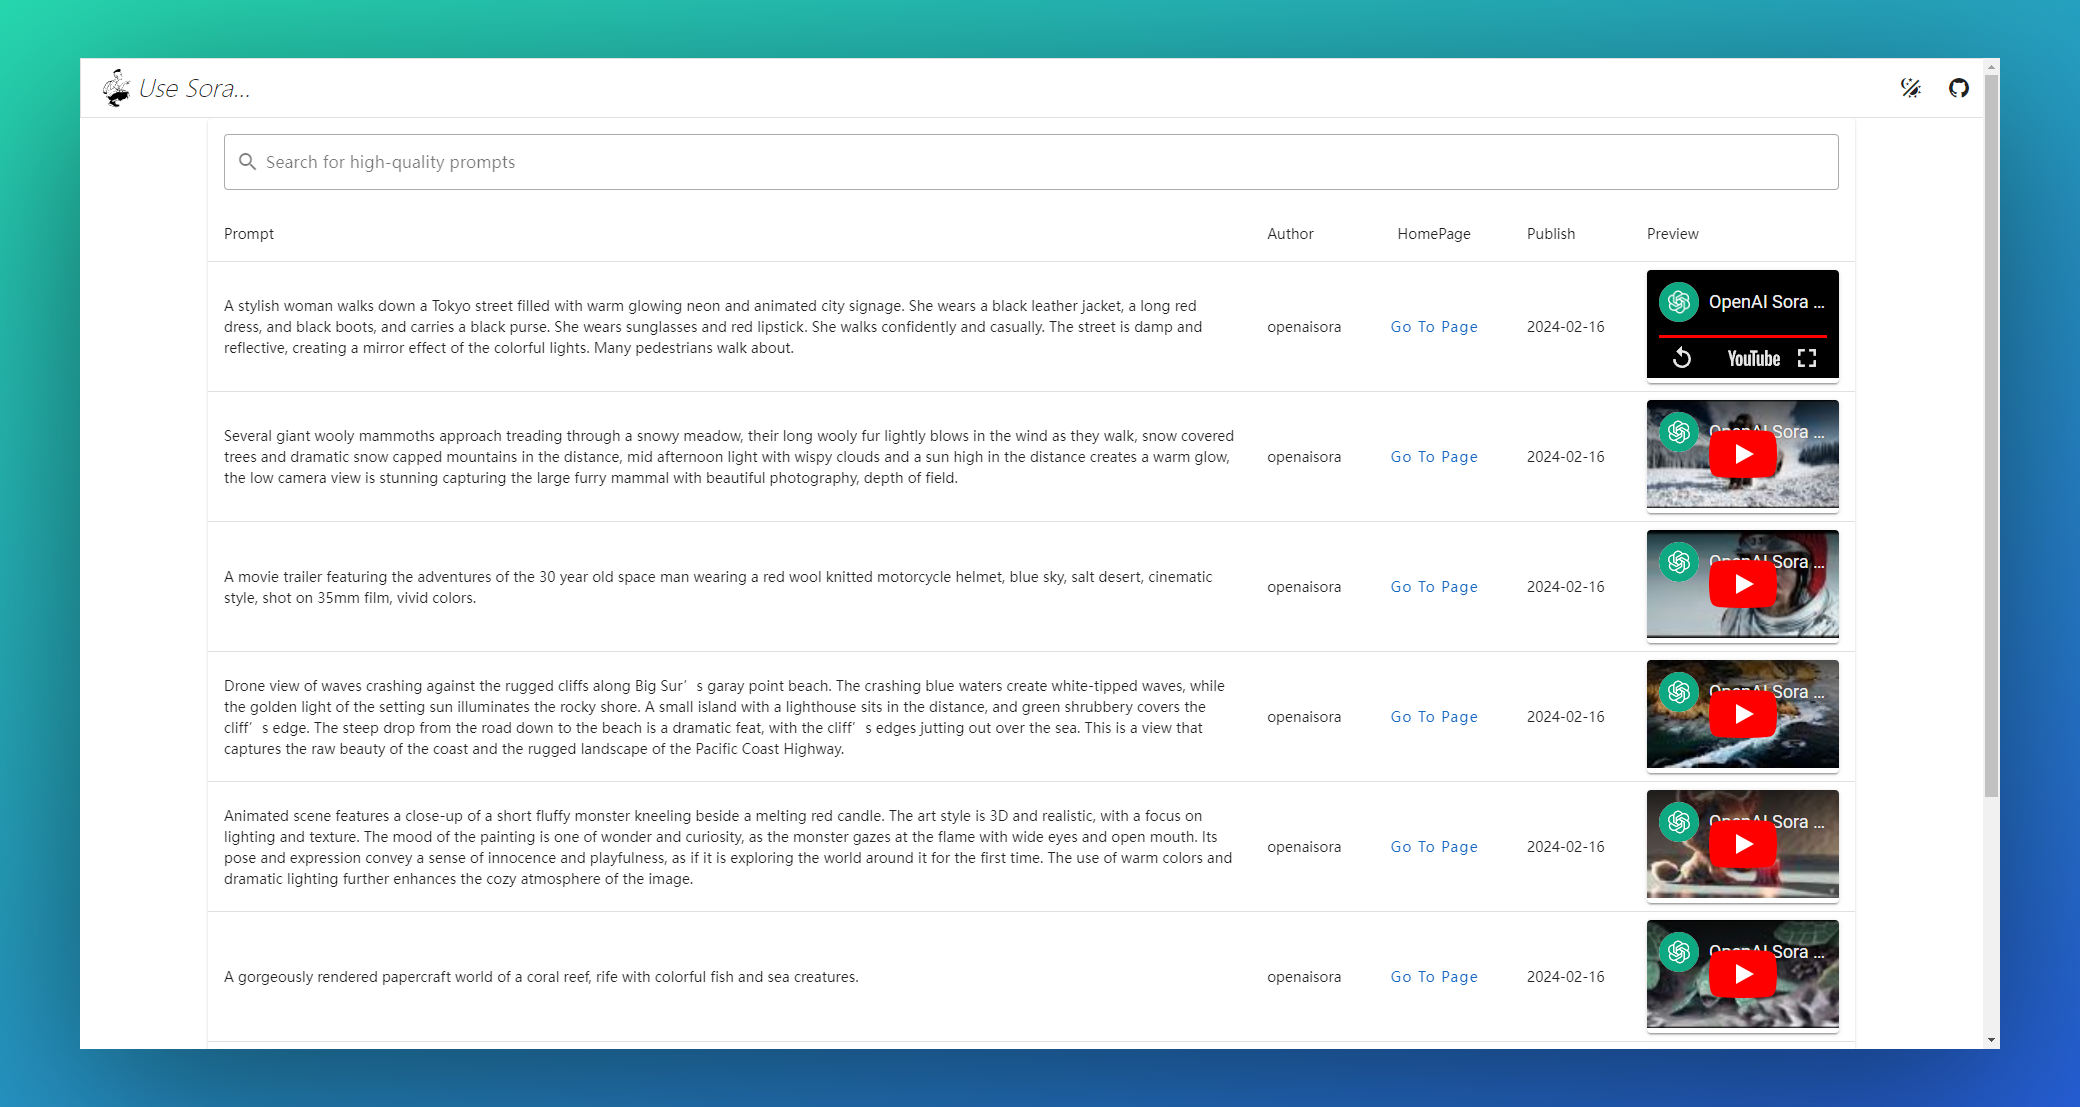 Use Sora...
Search for high-quality prompts
Prompt Author HomePage Publish Preview
A stylish woman walks down a Tokyo street filled with warm glowing neon and animated city signage. She wears a black leather jacket, a long red
dress, and black boots, and carries a black purse. She wears sunglasses and red lipstick. She walks confidently and casually. The street is damp and
reflective, creating a mirror effect of the colorful lights. Many pedestrians walk about.
openaisora Go To Page 2024-02-16
OpenAI Sora ...
YouTube
Several giant wooly mammoths approach treading through a snowy meadow, their long wooly fur lightly blows in the wind as they walk, snow covered
trees and dramatic snow capped mountains in the distance, mid afternoon light with wispy clouds and a sun high in the distance creates a warm glow,
the low camera view is stunning capturing the large furry mammal with beautiful photography, depth of field.
openaisora Go To Page 2024-02-16
OpenAI Sora ...
A movie trailer featuring the adventures of the 30 year old space man wearing a red wool knitted motorcycle helmet, blue sky, salt desert, cinematic
style, shot on 35mm film, vivid colors.
openaisora Go To Page 2024-02-16
OpenAI Sora ...
Drone view of waves crashing against the rugged cliffs along Big Sur′s garay point beach. The crashing blue waters create white-tipped waves, while
the golden light of the setting sun illuminates the rocky shore. A small island with a lighthouse sits in the distance, and green shrubbery covers the
cliff′s edge. The steep drop from the road down to the beach is a dramatic feat, with the cliff′s edges jutting out over the sea. This is a view that
captures the raw beauty of the coast and the rugged landscape of the Pacific Coast Highway.
openaisora Go To Page 2024-02-16
OpenAI Sora ...
Animated scene features a close-up of a short fluffy monster kneeling beside a melting red candle. The art style is 3D and realistic, with a focus on
lighting and texture. The mood of the painting is one of wonder and curiosity, as the monster gazes at the flame with wide eyes and open mouth. Its
pose and expression convey a sense of innocence and playfulness, as if it is exploring the world around it for the first time. The use of warm colors and
dramatic lighting further enhances the cozy atmosphere of the image.
openaisora Go To Page 2024-02-16
OpenAI Sora ...
A gorgeously rendered papercraft world of a coral reef, rife with colorful fish and sea creatures.
openaisora Go To Page 2024-02-16
OpenAI Sora ...